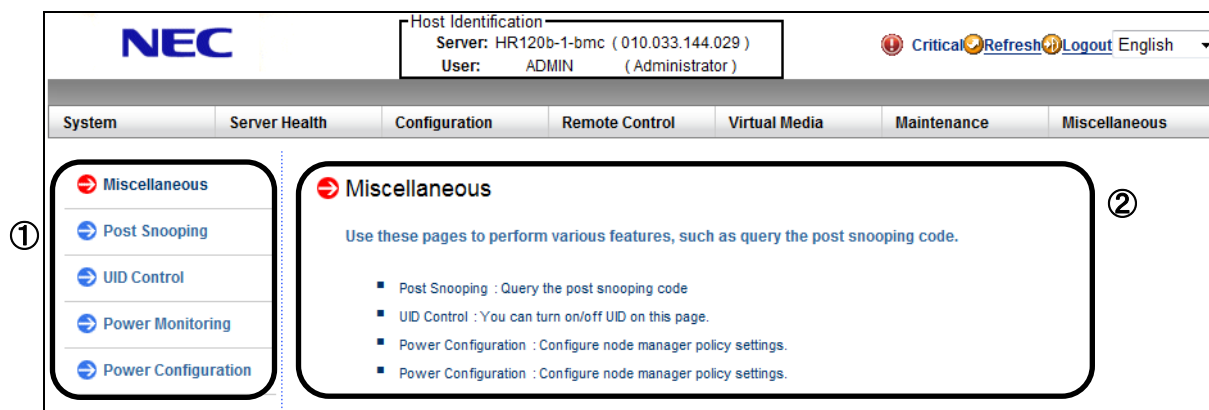 NEC
Host Identification
Server: HR120b-1-bmc ( 010.033.144.029 )
User: ADMIN ( Administrator )
Critical Refresh Logout English
System Server Health Configuration Remote Control Virtual Media Maintenance Miscellaneous
①
Miscellaneous
Post Snooping
UID Control
Power Monitoring
Power Configuration
Miscellaneous
Use these pages to perform various features, such as query the post snooping code.
Post Snooping : Query the post snooping code
UID Control : You can turn on/off UID on this page.
Power Configuration : Configure node manager policy settings.
Power Configuration : Configure node manager policy settings.
②